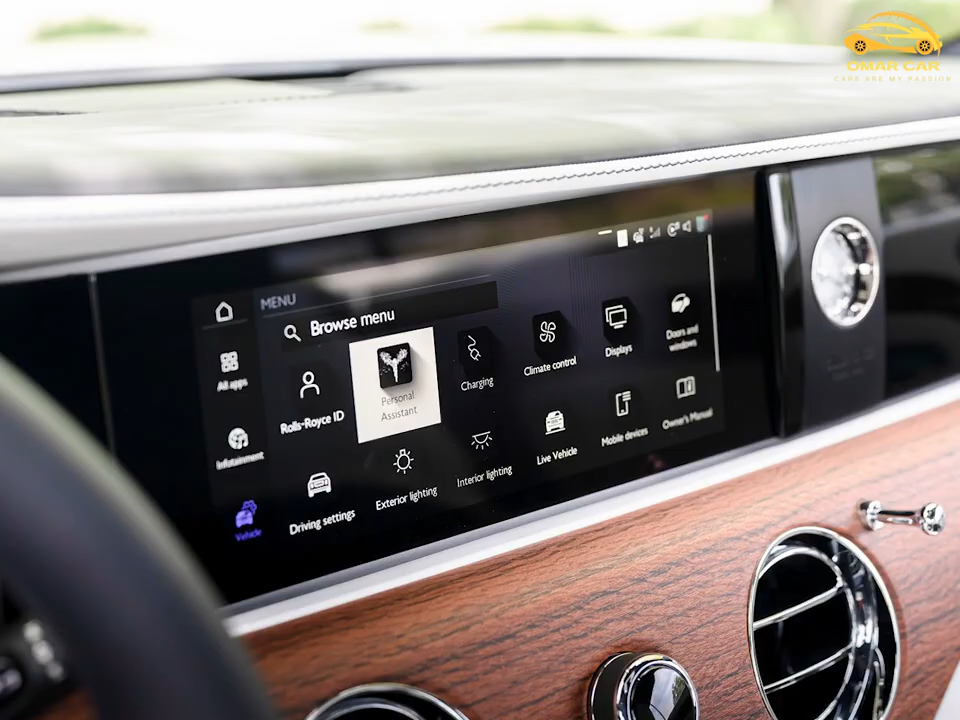 OMAR CAR
CARS ARE MY PASSION
MENU
Browse menu
All apps
Infotainment
Vehicle
Rolls-Royce ID
Personal
Assistant
Charging
Climate control
Displays
Doors and
windows
Driving settings
Exterior lighting
Interior lighting
Live Vehicle
Mobile devices
Owner's Manual